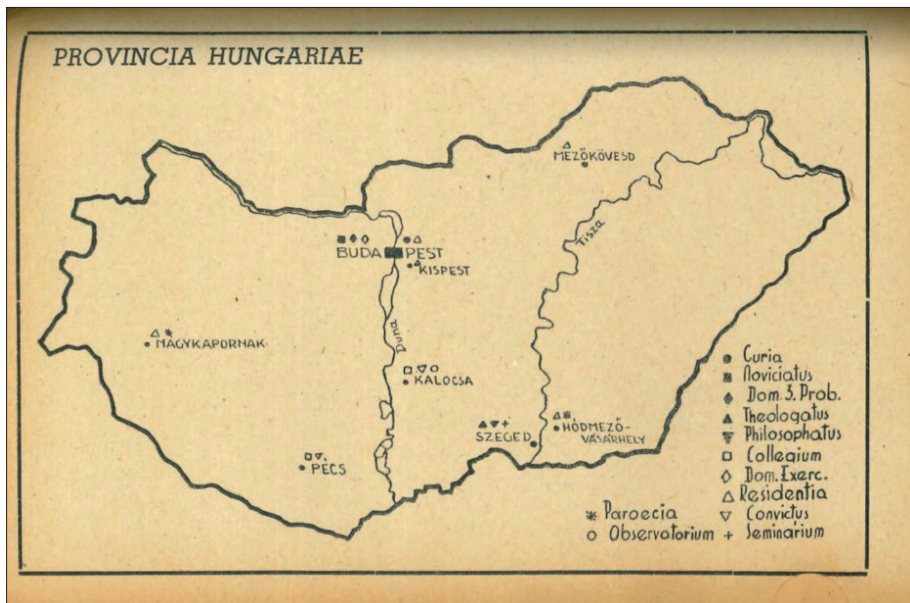 PROVINCIA HUNGARIAE
MEZŐKÖVESD
Tisza
BUDA PEST
KISPEST
NAGYKAPORNAK
Duna
KALOCSA
SZEGED
HÓDMEZŐ-
VÁSÁRHELY
PÉCS
Curia
Noviciatus
Dom. 3. Prob.
Theologatus
Philosophatus
Collegium
Dom. Exerc.
Residentia
Paroecia
Convictus
Observatorium
Seminárium